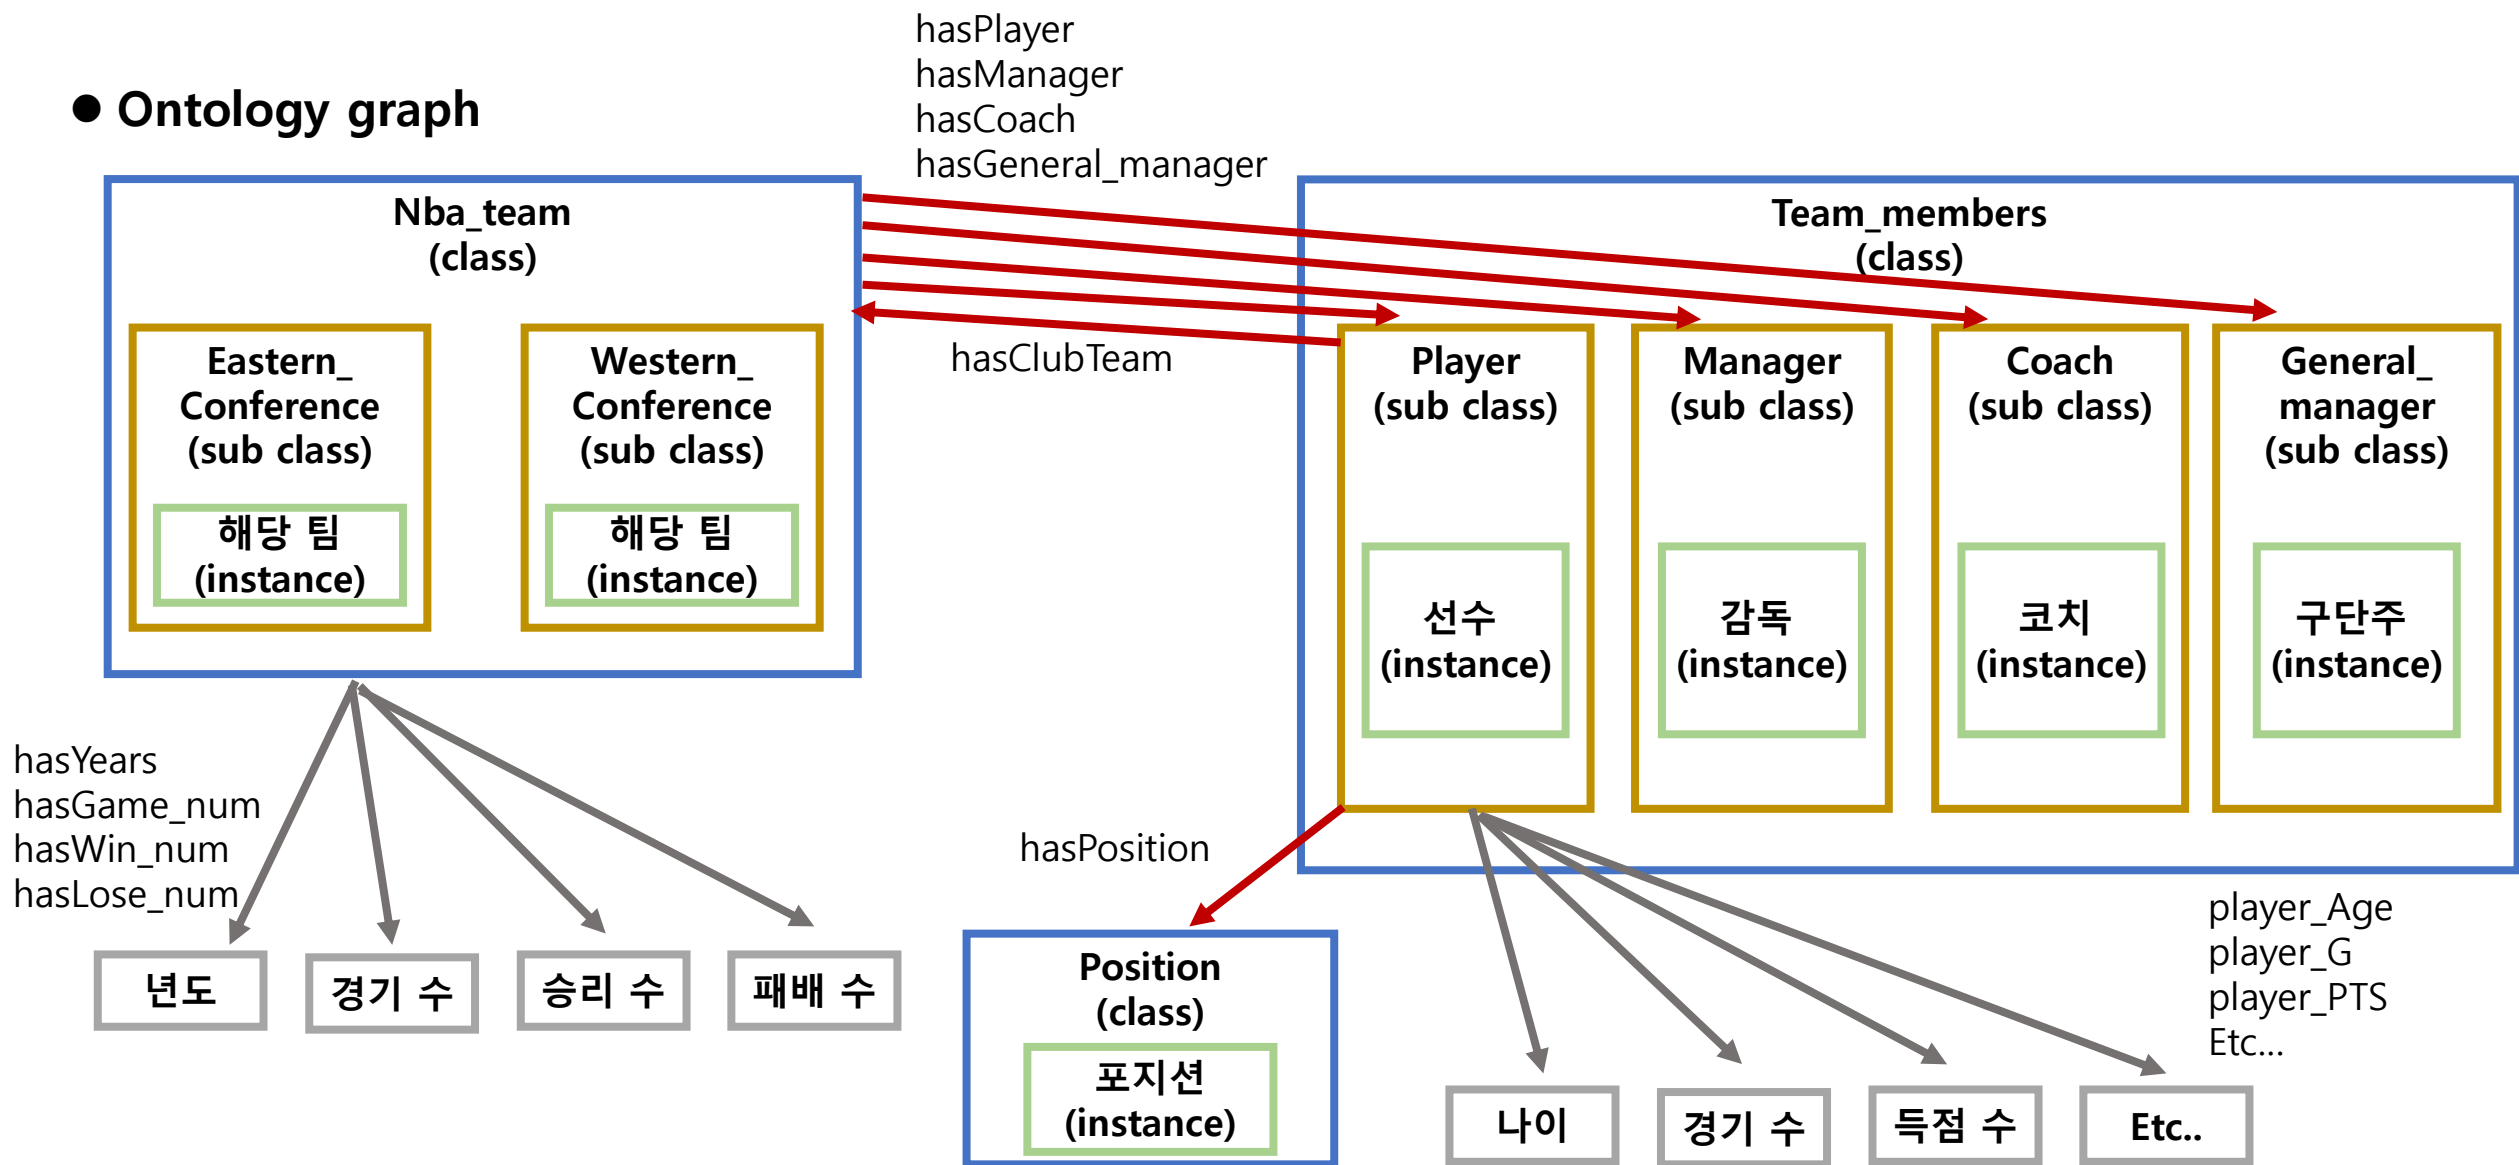 hasPlayer
hasManager
hasCoach
hasGeneral_manager
● Ontology graph
Nba_team
(class)
Eastern_
Conference
(sub class)
해당 팀
(instance)
Western_
Conference
(sub class)
해당 팀
(instance)
hasClubTeam
Team_members
(class)
Player
(sub class)
선수
(instance)
Manager
(sub class)
감독
(instance)
Coach
(sub class)
코치
(instance)
General_
manager
(sub class)
구단주
(instance)
hasYears
hasGame_num
hasWin_num
hasLose_num
년도
경기 수
승리 수
패배 수
hasPosition
Position
(class)
포지션
(instance)
player_Age
player_G
player_PTS
Etc...
나이
경기 수
득점 수
Etc..